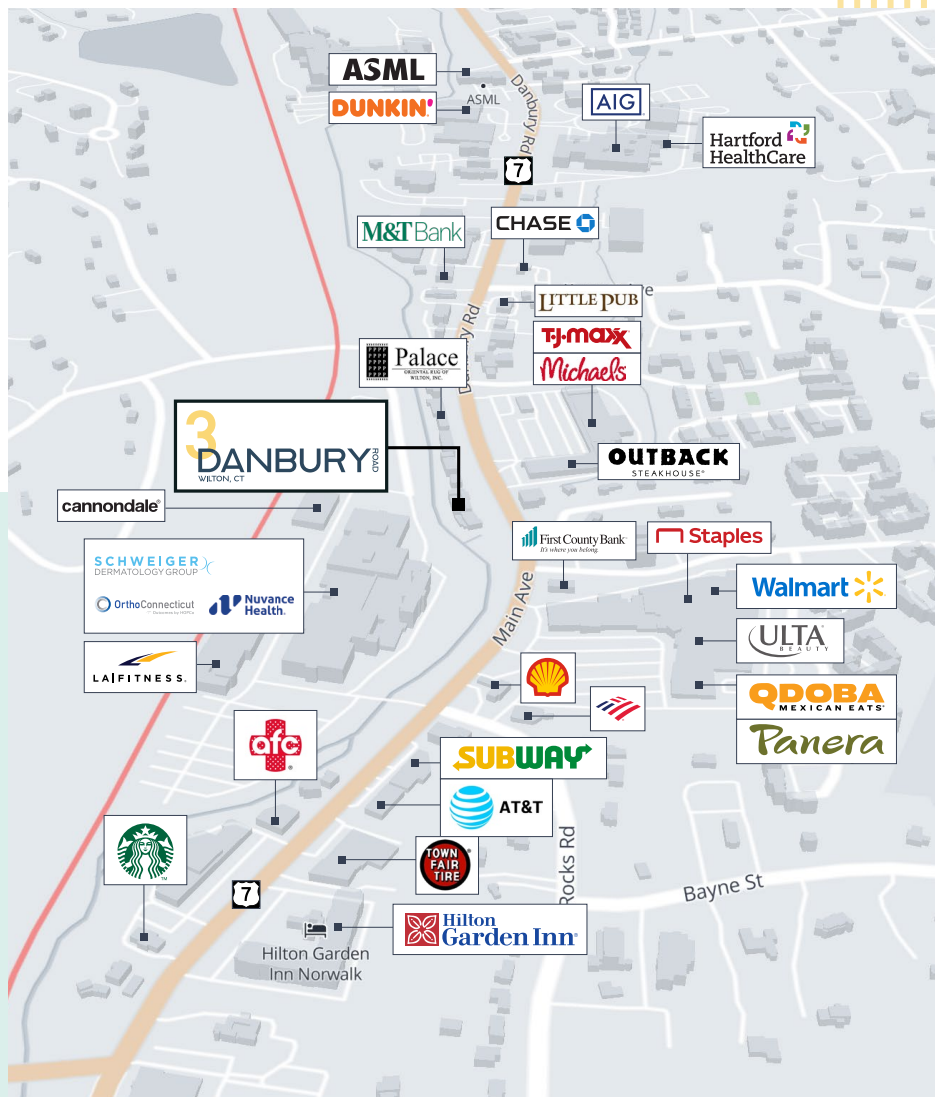 ASML
ASML
DUNKIN'
Danbury Rd
AIG
Hartford
HealthCare
7
M&T Bank
CHASE
LITTLE PUB
ve
T·J·maxx
Michaels
Rd
Palace
ORIENTAL RUG OF
WILTON, INC.
3
DANBURY
ROAD
WILTON, CT
OUTBACK
STEAKHOUSE®
cannondale®
First County Bank
It's where you belong.
Staples
SCHWEIGER
DERMATOLOGY GROUP
OrthoConnecticut
Nuvance
Health.
Walmart
Main Ave
ULTA
BEAUTY
LA|FITNESS.
QDOBA
MEXICAN EATS®
Panera
afc
®
SUBWAY
AT&T
TOWN
FAIR
TIRE
®
TM
Rocks Rd
Bayne St
7
Hilton
Garden Inn®
Hilton Garden
Inn Norwalk